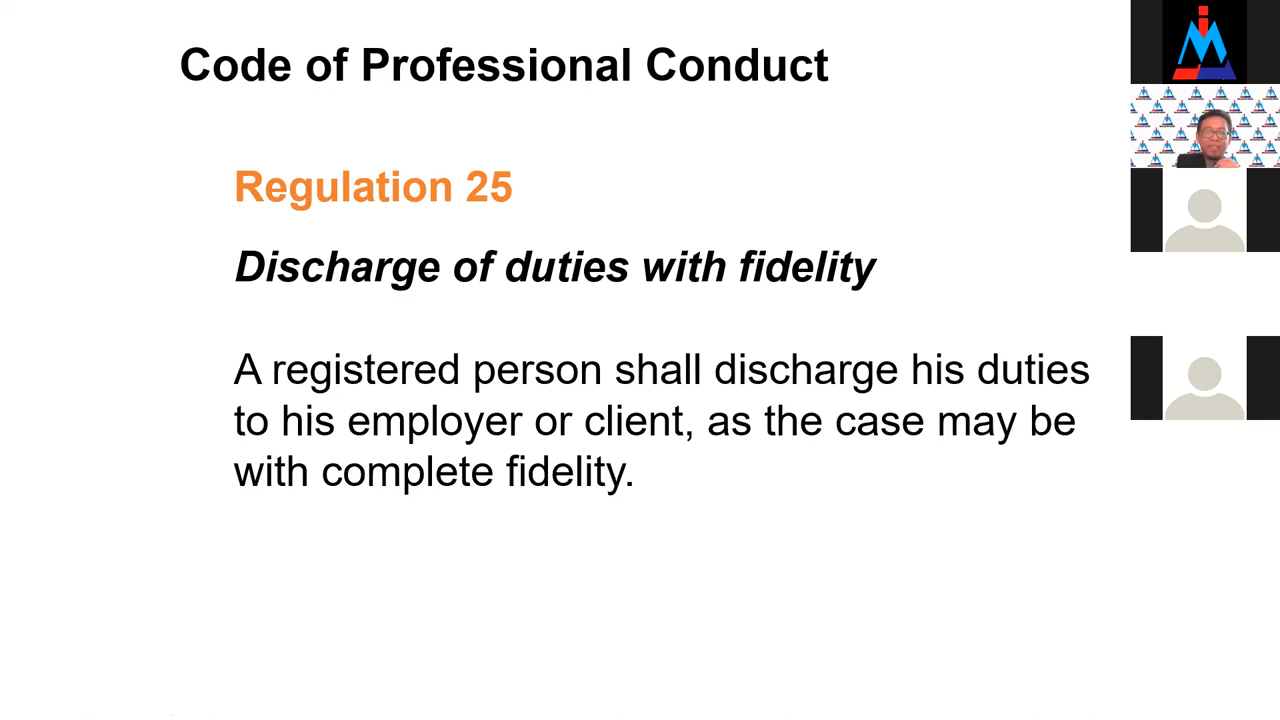 Code of Professional Conduct
Regulation 25
Discharge of duties with fidelity
A registered person shall discharge his duties
to his employer or client, as the case may be
with complete fidelity.